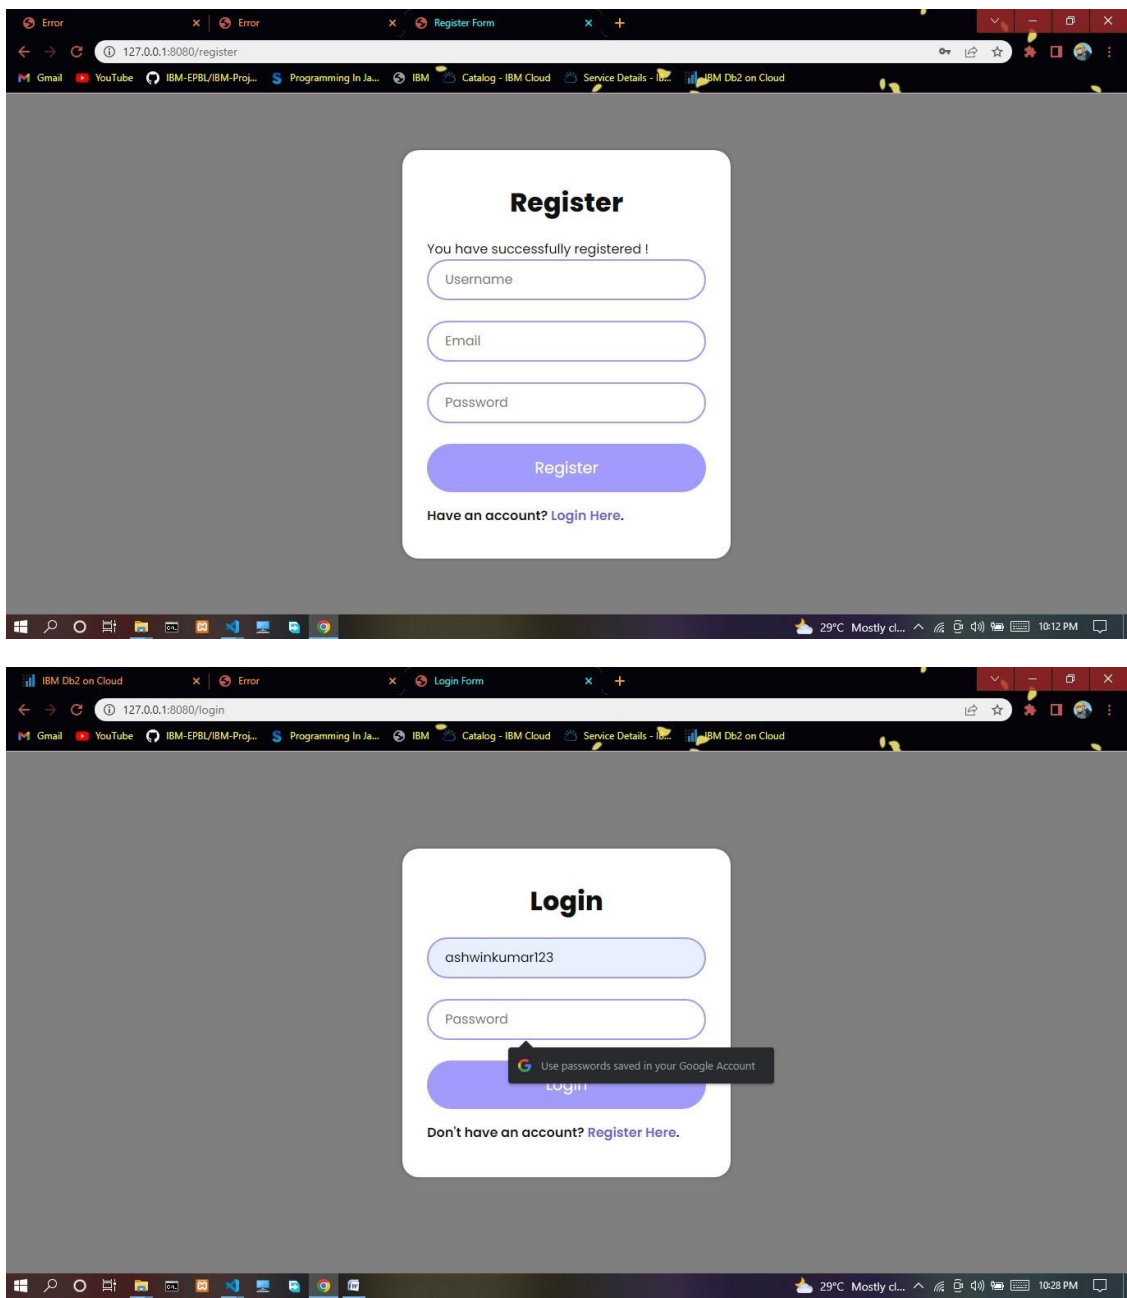 Error
Error
Register Form
127.0.0.1:8080/register
Gmail YouTube IBM-EPBL/IBM-Proj... Programming In Ja... IBM Catalog - IBM Cloud Service Details - IB... IBM Db2 on Cloud
Register
You have successfully registered !
Username
Email
Password
Register
Have an account? Login Here.
29°C Mostly cl... 10:12 PM
IBM Db2 on Cloud
Error
Login Form
127.0.0.1:8080/login
Gmail YouTube IBM-EPBL/IBM-Proj... Programming In Ja... IBM Catalog - IBM Cloud Service Details - IB... IBM Db2 on Cloud
Login
ashwinkumar123
Password
Use passwords saved in your Google Account
Login
Don't have an account? Register Here.
29°C Mostly cl... 10:28 PM